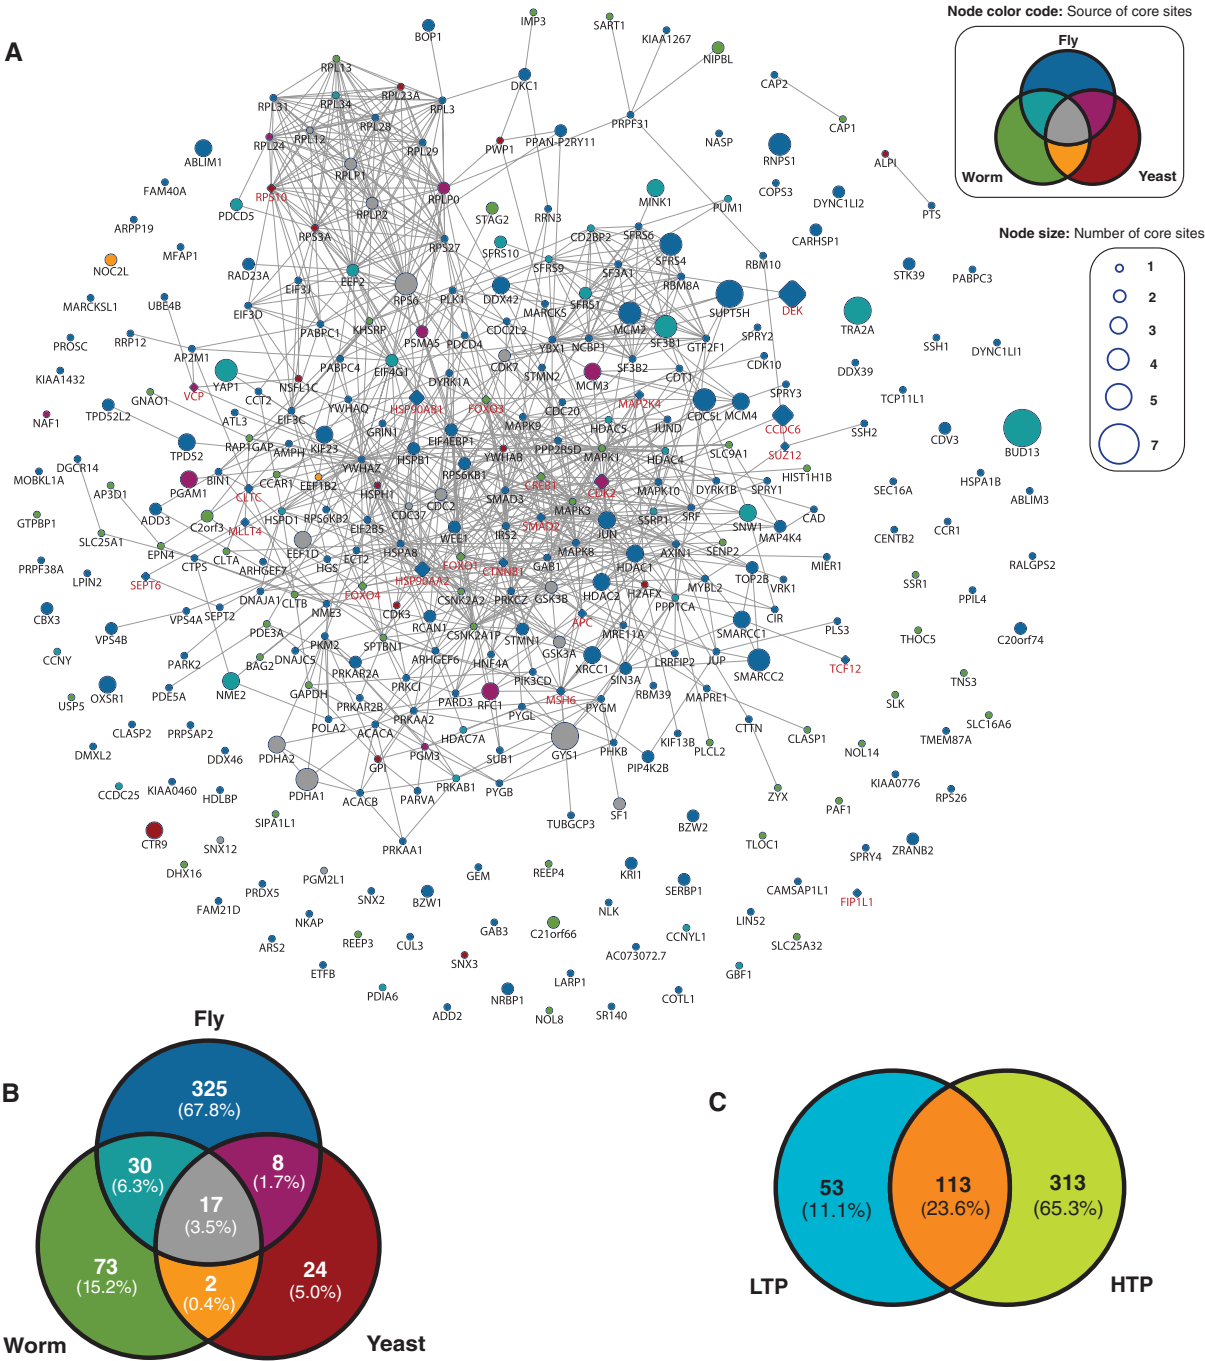 A
Node color code: Source of core sites
Fly
Worm
Yeast
Node size: Number of core sites
1
2
3
4
5
7
BOP1
IMP3
SART1
KIAA1267
NIPBL
RPL13
RPL23A
DKC1
CAP2
RPL31
RPL34
RPL3
RPL28
PRPF31
CAP1
RPL24
RPL12
RPL29
PWP1
PPAN-P2RY11
NASP
RNPS1
ALPI
ABLIM1
RPLP1
FAM40A
RPS10
RPLP0
MINK1
COPS3
DYNC1LI2
PTS
PDCD5
RPLP2
STAG2
RRN3
PUM1
ARPP19
RPS3A
RPS27
SFRS10
CD2BP2
SFRS6
SFRS4
CARHSP1
MFAP1
NOC2L
RAD23A
EEF2
SFRS9
SF3A1
RBM10
STK39
PABPC3
EIF3J
RPS6
PLK1
DDX42
RBM8A
MARCKSL1
UBE4B
EIF3D
MARCKS
SFRS1
SUPT5H
DEK
TRA2A
PABPC1
KHSRP
PSMA5
PDCD4
CDC2L2
MCM2
SF3B1
PROSC
RRP12
AP2M1
YBX1
NCBP1
GTF2F1
SPRY2
SSH1
DYNC1LI1
KIAA1432
YAP1
PABPC4
EIF4G1
CDK7
STMN2
SF3B2
CDK10
DDX39
NSFL1C
DYRK1A
MCM3
CDT1
GNAO1
VCP
CCT2
YWHAQ
HSP90AB1
FOXO3
CDC20
MAP2K4
CDC5L
MCM4
SPRY3
TCP11L1
NAF1
TPD52L2
ATL3
EIF3C
GRIN1
MAPK9
HDAC5
JUND
CCDC6
SSH2
CDV3
BUD13
TPD52
RAP1GAP
AMPH
KIF23
EIF4EBP1
PPP2R5D
MAPK1
SLC9A1
SUZ12
HSPB1
YWHAB
HDAC4
DGCR14
MOBKL1A
YWHAZ
RPS6KB1
HIST1H1B
HSPA1B
PGAM1
BIN1
CCAR1
EEF1B2
HSPH1
CREB1
CDK2
MAPK10
DYRK1B
SPRY1
SEC16A
ABLIM3
AP3D1
CLTC
CDC2
SMAD3
GTPBP1
ADD3
C2orf3
HSPD1
RPS6KB2
CDC37
MAPK3
SRF
CAD
CCR1
SLC25A1
MLLT4
EIF2B5
WEE1
IRS2
SMAD2
JUN
SSRP1
SNW1
MAP4K4
CENTB2
EPN4
CLTA
EEF1D
HGS
ECT2
HSPA8
MAPK8
AXIN1
SENP2
PRPF38A
LPIN2
CTPS
ARHGEF7
FOXO1
CTNNB1
GAB1
HDAC1
TOP2B
MIER1
RALGPS2
SEPT6
FOXO4
HSP90AA2
HDAC2
H2AFX
MYBL2
VRK1
SSR1
PPIL4
CBX3
DNAJA1
CLTB
NME3
CDK3
CSNK2A2
PRKCZ
GSK3B
PPP1CA
VPS4A
SEPT2
RCAN1
APC
CIR
VPS4B
PDE3A
PKM2
SPTBN1
CSNK2A1P
STMN1
MRE11A
SMARCC1
PLS3
THOC5
C20orf74
CCNY
PARK2
BAG2
DNAJC5
PRKAR2A
ARHGEF6
HNF4A
GSK3A
XRCC1
LRRFIP2
JUP
SMARCC2
TCF12
OXSR1
PDE5A
NME2
GAPDH
PRKCI
PIK3CD
SIN3A
TNS3
USP5
PRKAR2B
PARD3
RFC1
MSH6
RBM39
MAPRE1
SLK
PYGM
CLASP2
PRPSAP2
POLA2
PRKAA2
PYGL
CTTN
SLC16A6
DMXL2
DDX46
PDHA2
ACACA
HDAC7A
GYS1
PHKB
KIF13B
CLASP1
TMEM87A
GPI
PGM3
SUB1
PLCL2
NOL14
PIP4K2B
CCDC25
KIAA0460
HDLBP
PDHA1
ACACB
PARVA
PRKAB1
PYGB
ZYX
KIAA0776
RPS26
SIPA1L1
TUBGCP3
SF1
BZW2
PAF1
CTR9
SNX12
PRKAA1
TLOC1
SPRY4
ZRANB2
DHX16
PGM2L1
GEM
REEP4
KRI1
PRDX5
SNX2
BZW1
SERBP1
CAMSAP1L1
FIP1L1
FAM21D
NKAP
NLK
LIN52
ARS2
REEP3
CUL3
GAB3
C21orf66
CCNYL1
SLC25A32
AC073072.7
ETFB
SNX3
LARP1
GBF1
PDIA6
NRBP1
COTL1
ADD2
NOL8
SR140
B
Fly
325
(67.8%)
30
(6.3%)
8
(1.7%)
17
(3.5%)
73
(15.2%)
2
(0.4%)
24
(5.0%)
Worm
Yeast
C
53
(11.1%)
113
(23.6%)
313
(65.3%)
LTP
HTP